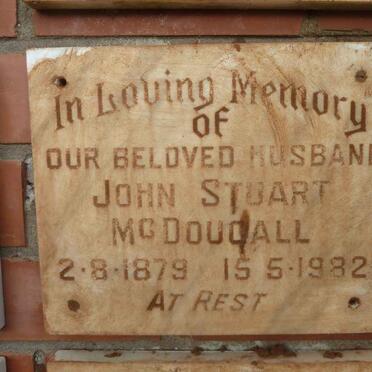 In Loving Memory
of
OUR BELOVED HUSBAND
JOHN STUART
McDOUGALL
2·8·1879 15 5·1982
AT REST